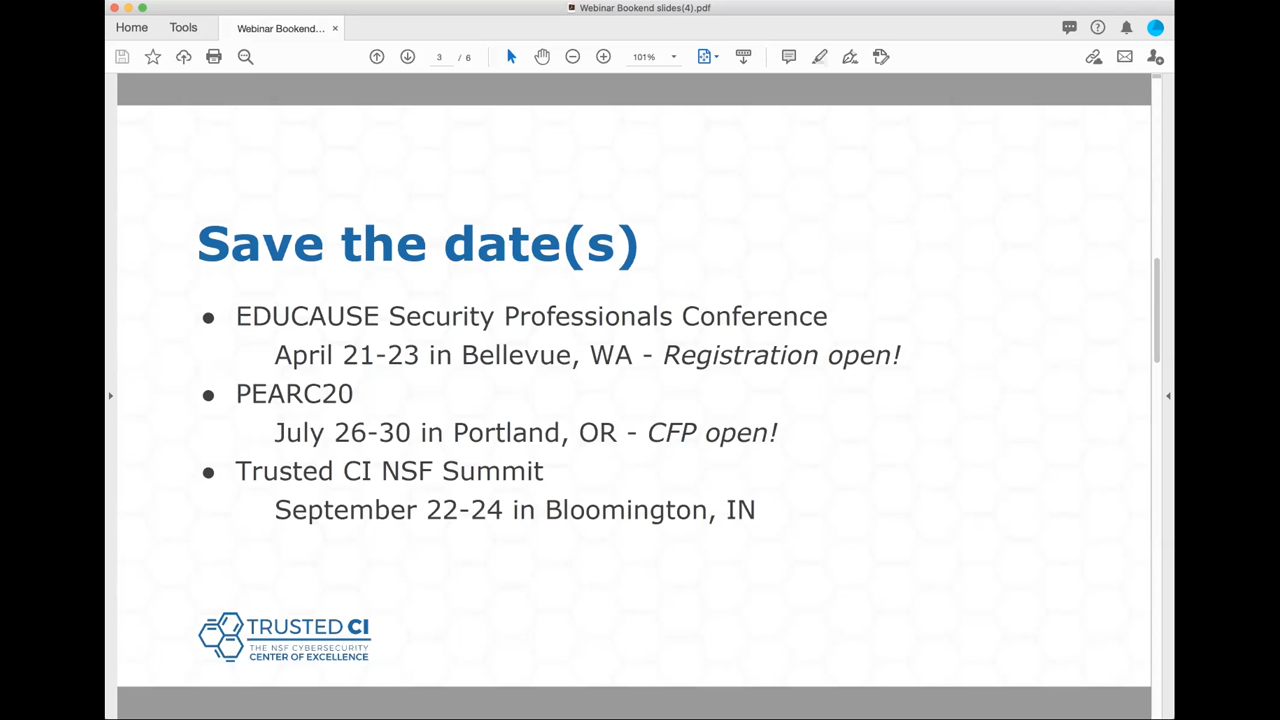 Webinar Bookend slides(4).pdf
Home Tools Webinar Bookend... ×
3 / 6 101%
Save the date(s)
● EDUCAUSE Security Professionals Conference
April 21-23 in Bellevue, WA - Registration open!
● PEARC20
July 26-30 in Portland, OR - CFP open!
● Trusted CI NSF Summit
September 22-24 in Bloomington, IN
TRUSTED CI
THE NSF CYBERSECURITY
CENTER OF EXCELLENCE